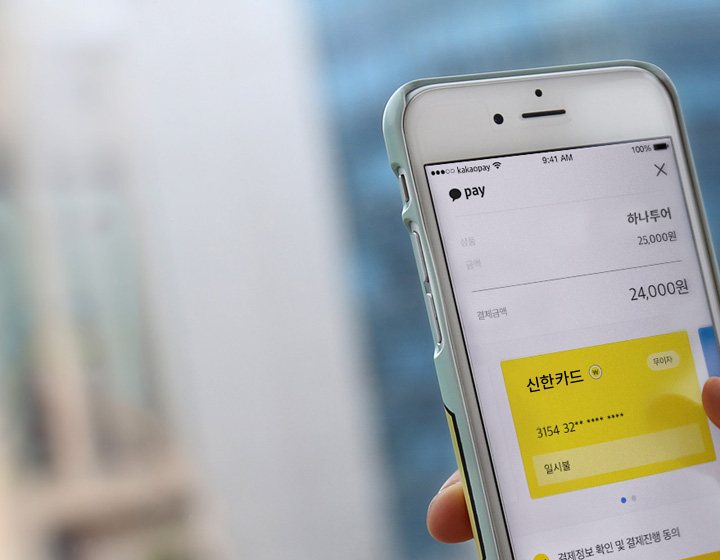 kakaopay 9:41 AM 100%
pay
상품 하나투어
금액 25,000원
결제금액 24,000원
신한카드 무이자
3154 32** **** ****
일시불
결제정보 확인 및 결제진행 동의